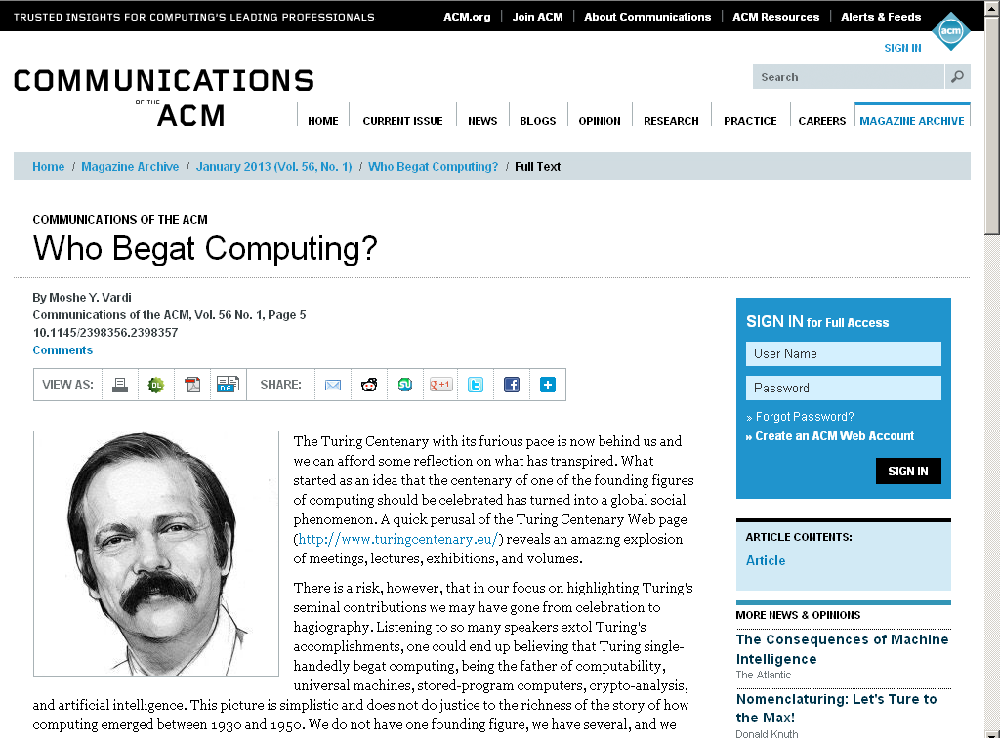 TRUSTED INSIGHTS FOR COMPUTING'S LEADING PROFESSIONALS
ACM.org
Join ACM
About Communications
ACM Resources
Alerts & Feeds
acm
SIGN IN
COMMUNICATIONS
OF THE
ACM
Search
HOME
CURRENT ISSUE
NEWS
BLOGS
OPINION
RESEARCH
PRACTICE
CAREERS
MAGAZINE ARCHIVE
Home / Magazine Archive / January 2013 (Vol. 56, No. 1) / Who Begat Computing? / Full Text
COMMUNICATIONS OF THE ACM
Who Begat Computing?
By Moshe Y. Vardi
Communications of the ACM, Vol. 56 No. 1, Page 5
10.1145/2398356.2398357
Comments
VIEW AS:
DL
DE
SHARE:
g+1
The Turing Centenary with its furious pace is now behind us and
we can afford some reflection on what has transpired. What
started as an idea that the centenary of one of the founding figures
of computing should be celebrated has turned into a global social
phenomenon. A quick perusal of the Turing Centenary Web page
(http://www.turingcentenary.eu/) reveals an amazing explosion
of meetings, lectures, exhibitions, and volumes.
There is a risk, however, that in our focus on highlighting Turing's
seminal contributions we may have gone from celebration to
hagiography. Listening to so many speakers extol Turing's
accomplishments, one could end up believing that Turing single-
handedly begat computing, being the father of computability,
universal machines, stored-program computers, crypto-analysis,
and artificial intelligence. This picture is simplistic and does not do justice to the richness of the story of how
computing emerged between 1930 and 1950. We do not have one founding figure, we have several, and we
SIGN IN for Full Access
User Name
Password
» Forgot Password?
» Create an ACM Web Account
SIGN IN
ARTICLE CONTENTS:
Article
MORE NEWS & OPINIONS
The Consequences of Machine
Intelligence
The Atlantic
Nomenclaturing: Let's Ture to
the Max!
Donald Knuth